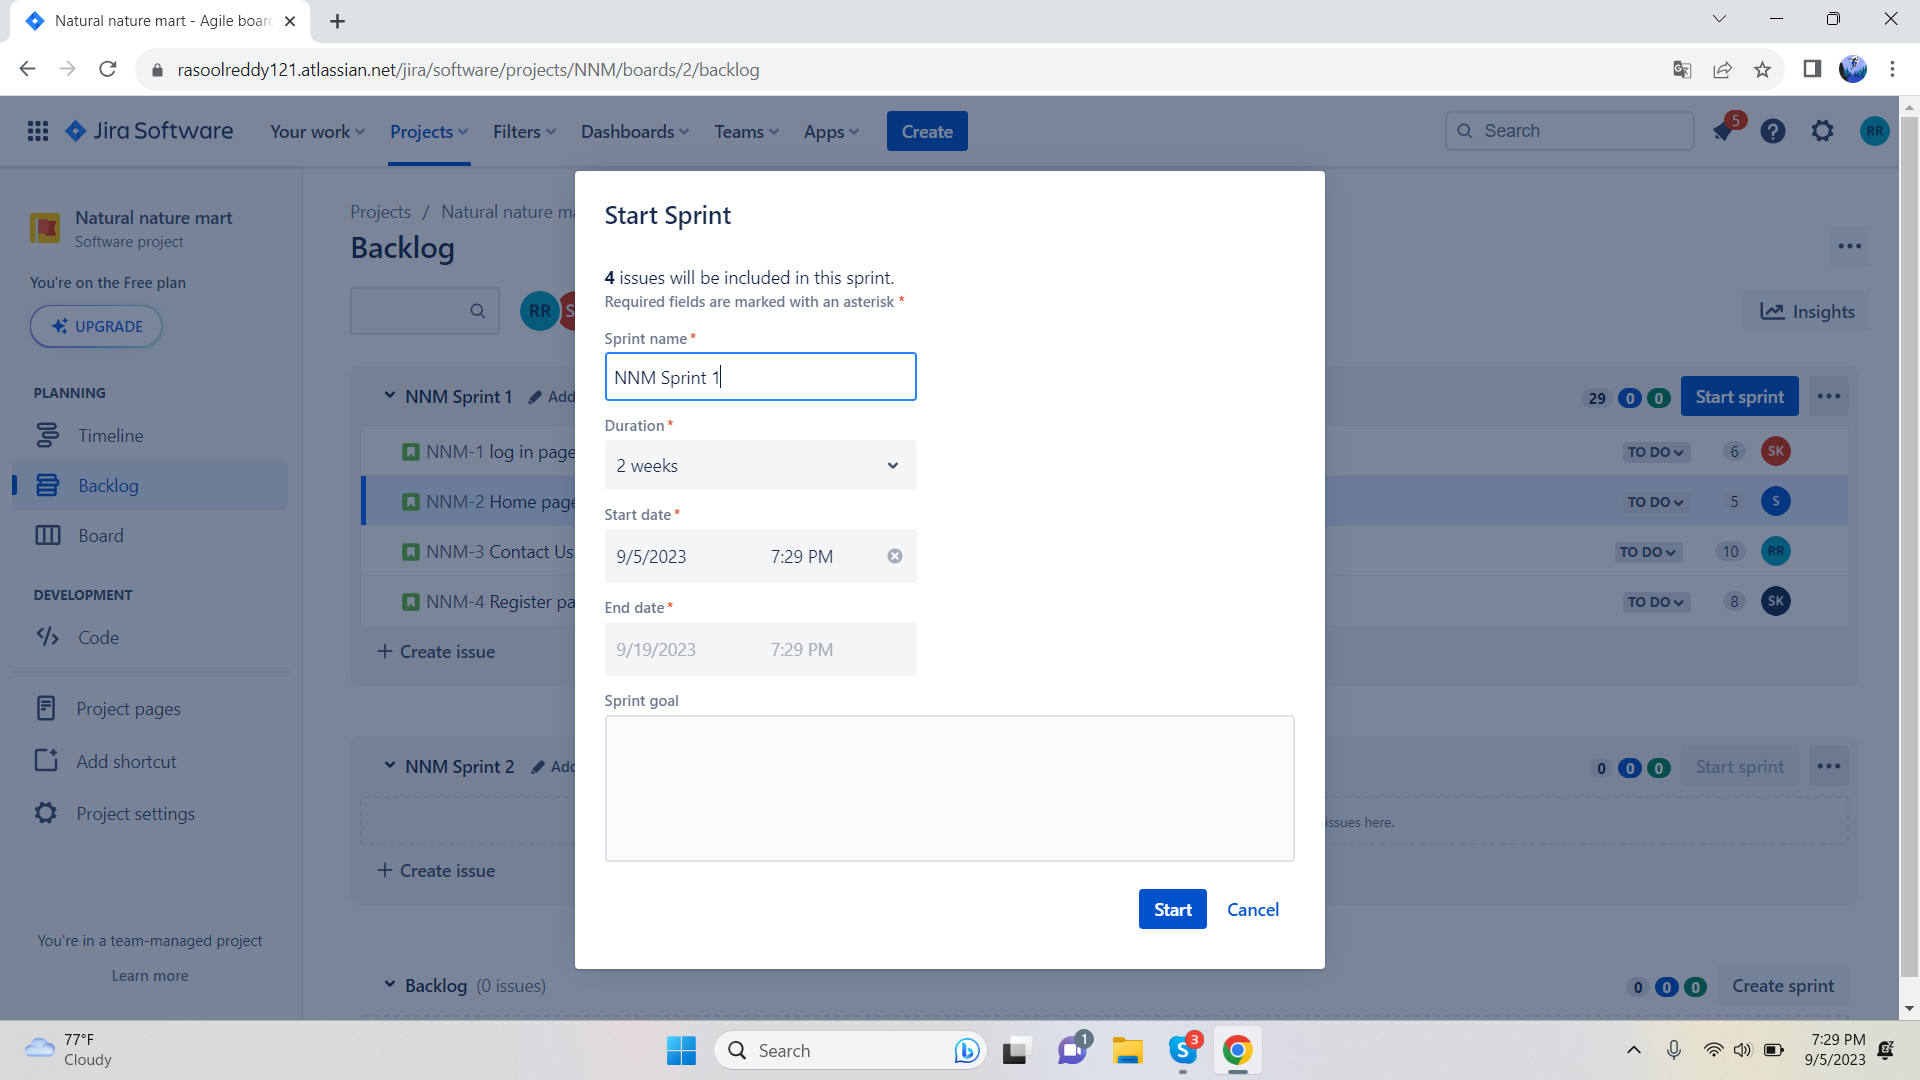 Natural nature mart - Agile boar
rasoolreddy121.atlassian.net/jira/software/projects/NNM/boards/2/backlog
Jira Software
Your work
Projects
Filters
Dashboards
Teams
Apps
Create
Search
5
RR
Natural nature mart
Software project
You're on the Free plan
UPGRADE
PLANNING
Timeline
Backlog
Board
DEVELOPMENT
Code
Project pages
Add shortcut
Project settings
You're in a team-managed project
Learn more
Projects / Natural nature ma
Backlog
RR S
Insights
NNM Sprint 1 Add
29 0 0 Start sprint
NNM-1 log in page
TO DO 6 SK
NNM-2 Home page
TO DO 5 S
NNM-3 Contact Us
TO DO 10 RR
NNM-4 Register pa
TO DO 8 SK
+ Create issue
NNM Sprint 2 Add
0 0 0 Start sprint
issues here.
+ Create issue
Backlog (0 issues)
0 0 0 Create sprint
Start Sprint
4 issues will be included in this sprint.
Required fields are marked with an asterisk *
Sprint name *
NNM Sprint 1
Duration *
2 weeks
Start date *
9/5/2023 7:29 PM
End date *
9/19/2023 7:29 PM
Sprint goal
Start
Cancel
77°F
Cloudy
Search
1
3
7:29 PM
9/5/2023